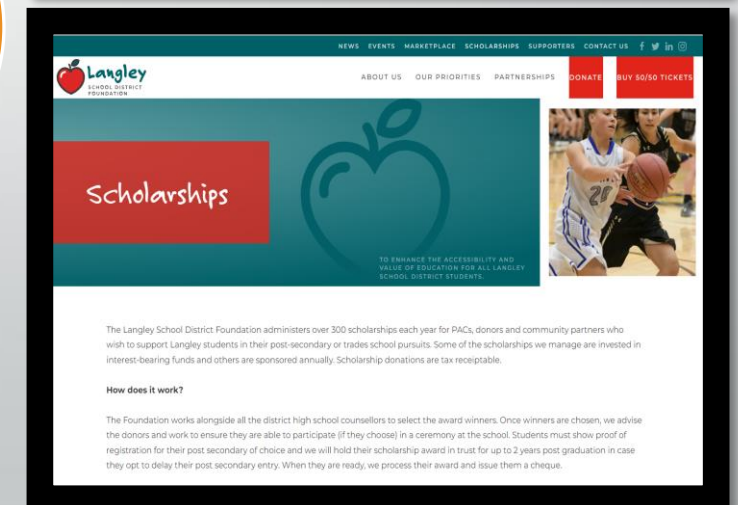 NEWS EVENTS MARKETPLACE SCHOLARSHIPS SUPPORTERS CONTACT US
Langley
SCHOOL DISTRICT
FOUNDATION
ABOUT US OUR PRIORITIES PARTNERSHIPS DONATE BUY 50/50 TICKETS
Scholarships
20
TO ENHANCE THE ACCESSIBILITY AND
VALUE OF EDUCATION FOR ALL LANGLEY
SCHOOL DISTRICT STUDENTS.
The Langley School District Foundation administers over 300 scholarships each year for PACs, donors and community partners who
wish to support Langley students in their post-secondary or trades school pursuits. Some of the scholarships we manage are invested in
interest-bearing funds and others are sponsored annually. Scholarship donations are tax receiptable.
How does it work?
The Foundation works alongside all the district high school counsellors to select the award winners. Once winners are chosen, we advise
the donors and work to ensure they are able to participate (if they choose) in a ceremony at the school. Students must show proof of
registration for their post secondary of choice and we will hold their scholarship award in trust for up to 2 years post graduation in case
they opt to delay their post secondary entry. When they are ready, we process their award and issue them a cheque.